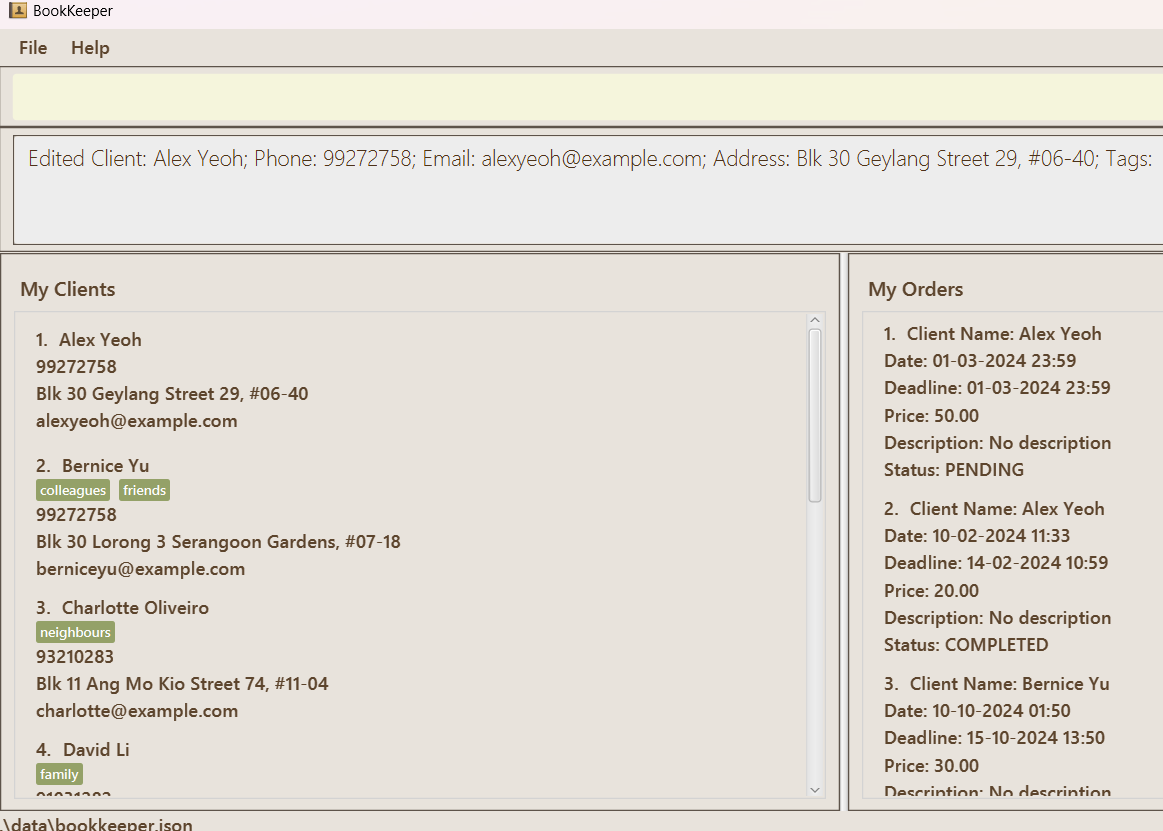 BookKeeper
File Help
Edited Client: Alex Yeoh; Phone: 99272758; Email: alexyeoh@example.com; Address: Blk 30 Geylang Street 29, #06-40; Tags:
My Clients
1. Alex Yeoh
99272758
Blk 30 Geylang Street 29, #06-40
alexyeoh@example.com
2. Bernice Yu
colleagues friends
99272758
Blk 30 Lorong 3 Serangoon Gardens, #07-18
berniceyu@example.com
3. Charlotte Oliveiro
neighbours
93210283
Blk 11 Ang Mo Kio Street 74, #11-04
charlotte@example.com
4. David Li
family
My Orders
1. Client Name: Alex Yeoh
Date: 01-03-2024 23:59
Deadline: 01-03-2024 23:59
Price: 50.00
Description: No description
Status: PENDING
2. Client Name: Alex Yeoh
Date: 10-02-2024 11:33
Deadline: 14-02-2024 10:59
Price: 20.00
Description: No description
Status: COMPLETED
3. Client Name: Bernice Yu
Date: 10-10-2024 01:50
Deadline: 15-10-2024 13:50
Price: 30.00
Description: No description
.\data\bookkeeper.json